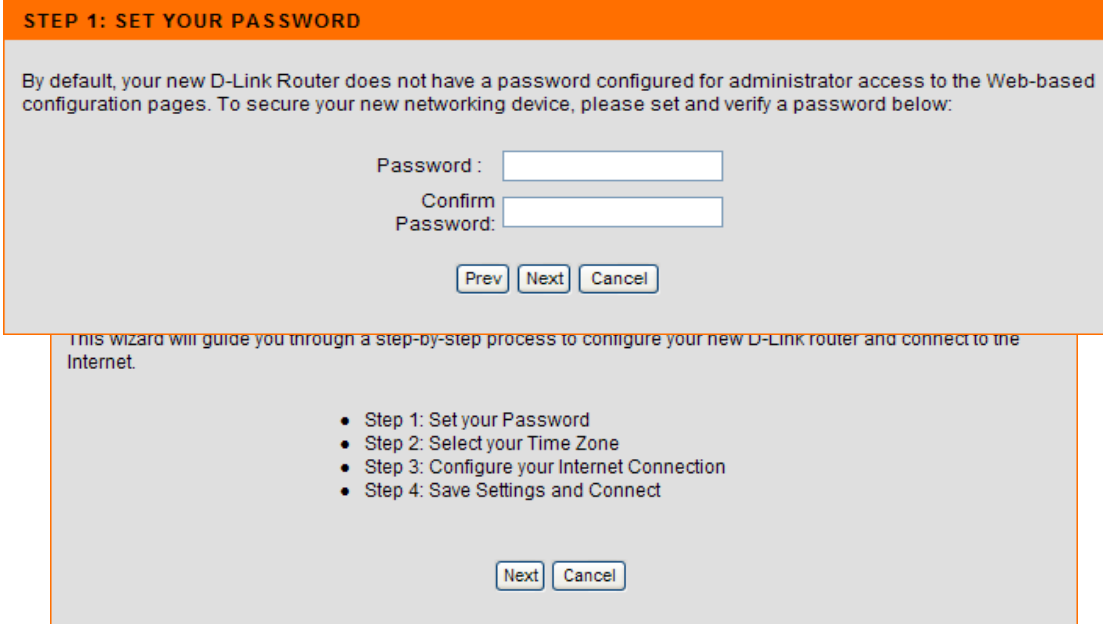 STEP 1: SET YOUR PASSWORD
By default, your new D-Link Router does not have a password configured for administrator access to the Web-based
configuration pages. To secure your new networking device, please set and verify a password below:
Password :
Confirm
Password:
Prev Next Cancel
This wizard will guide you through a step-by-step process to configure your new D-Link router and connect to the
Internet.
● Step 1: Set your Password
● Step 2: Select your Time Zone
● Step 3: Configure your Internet Connection
● Step 4: Save Settings and Connect
Next Cancel